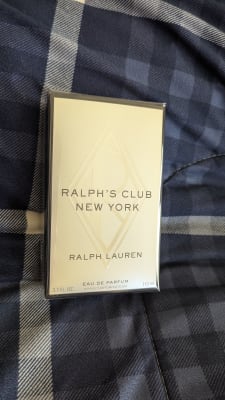 RALPH'S CLUB
NEW YORK
RALPH LAUREN
EAU DE PARFUM